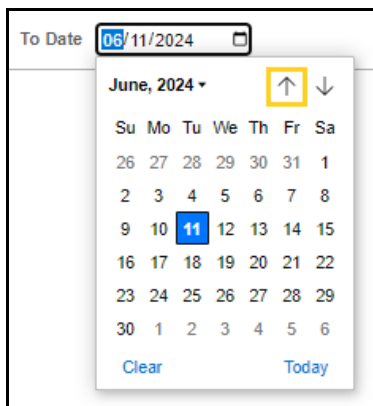 To Date 06/11/2024
June, 2024
Su Mo Tu We Th Fr Sa
26 27 28 29 30 31 1
2 3 4 5 6 7 8
9 10 11 12 13 14 15
16 17 18 19 20 21 22
23 24 25 26 27 28 29
30 1 2 3 4 5 6
Clear Today